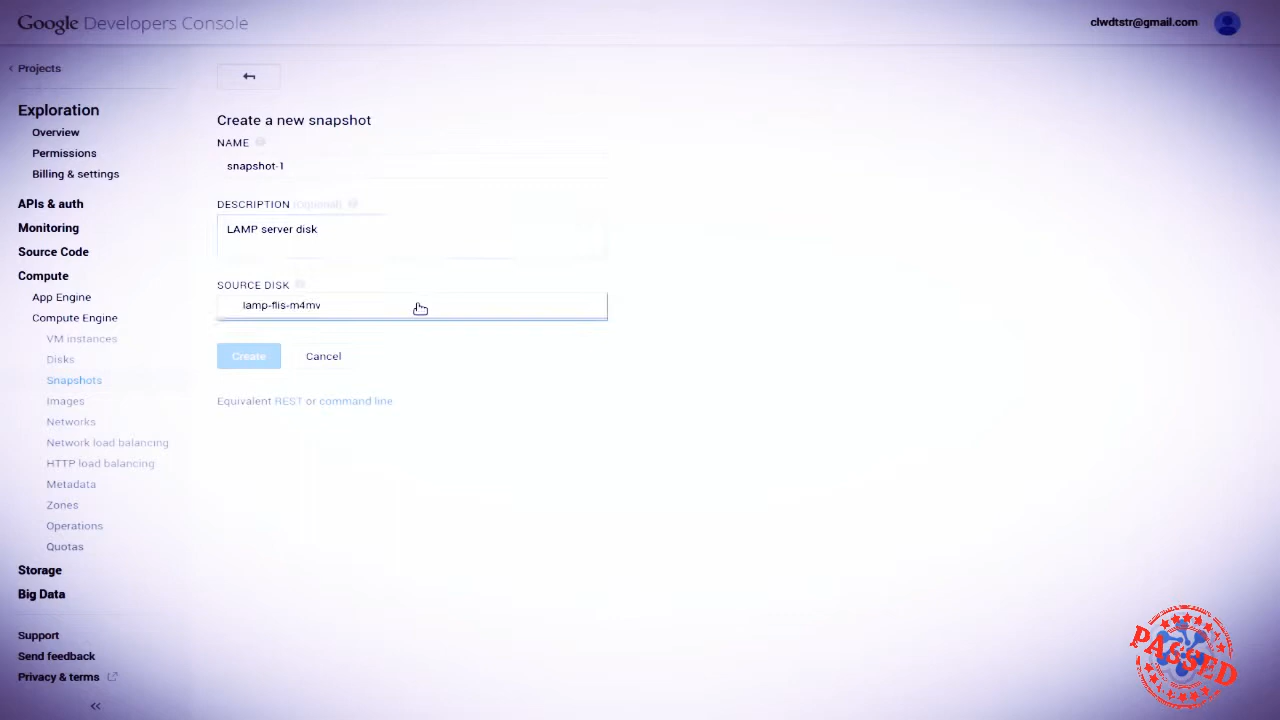 Google Developers Console
clwdtstr@gmail.com
Projects
Exploration
Overview
Permissions
Billing & settings
APIs & auth
Monitoring
Source Code
Compute
App Engine
Compute Engine
VM instances
Disks
Snapshots
Images
Networks
Network load balancing
HTTP load balancing
Metadata
Zones
Operations
Quotas
Storage
Big Data
Support
Send feedback
Privacy & terms
Create a new snapshot
NAME
snapshot-1
DESCRIPTION (Optional)
LAMP server disk
SOURCE DISK
lamp-flis-m4mv
Create Cancel
Equivalent REST or command line
PASSED